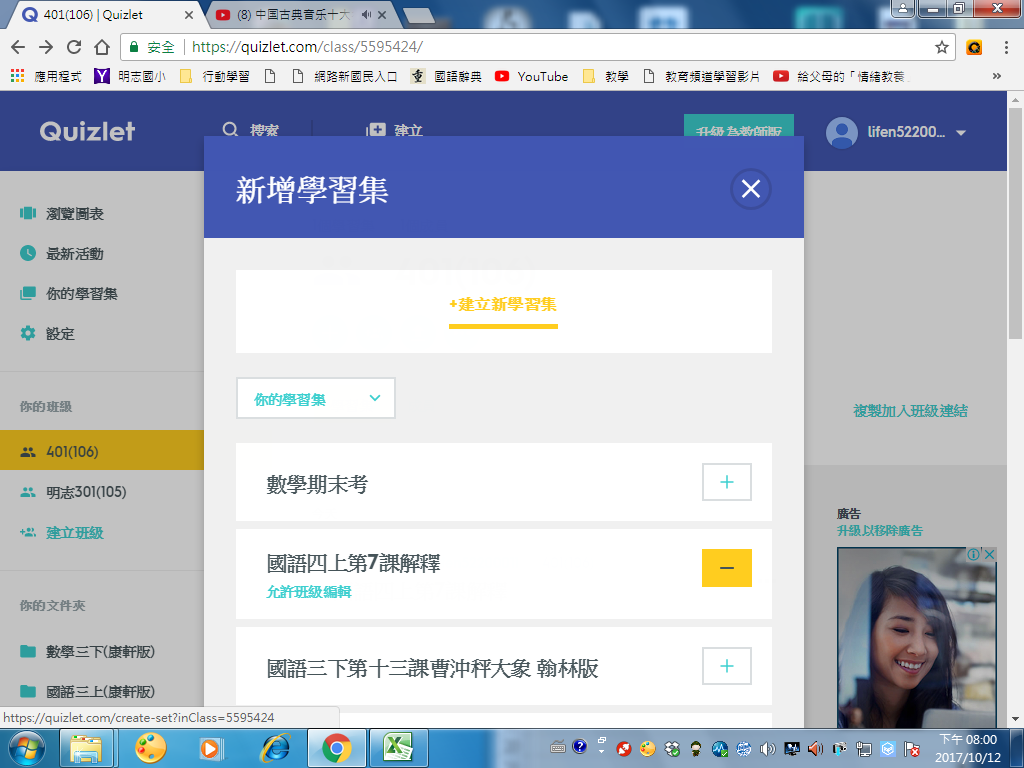 401(106) | Quizlet
(8) 中国古典音乐十大
安全 https://quizlet.com/class/5595424/
應用程式 明志國小 行動學習 網路新國民入口 國語辭典 YouTube 教學 教育頻道學習影片 給父母的「情緒教養 »
Quizlet 搜索 建立 升級為教師版 lifen52200...
新增學習集
瀏覽圖表
最新活動
你的學習集
設定
+建立新學習集
你的學習集
你的班級
複製加入班級連結
401(106)
明志301(105)
建立班級
數學期末考
廣告
升級以移除廣告
國語四上第7課解釋
允許班級編輯
你的文件夾
數學三下(康軒版)
國語三上(康軒版)
國語三下第十三課曹沖秤大象 翰林版
https://quizlet.com/create-set?inClass=5595424
下午 08:00
2017/10/12